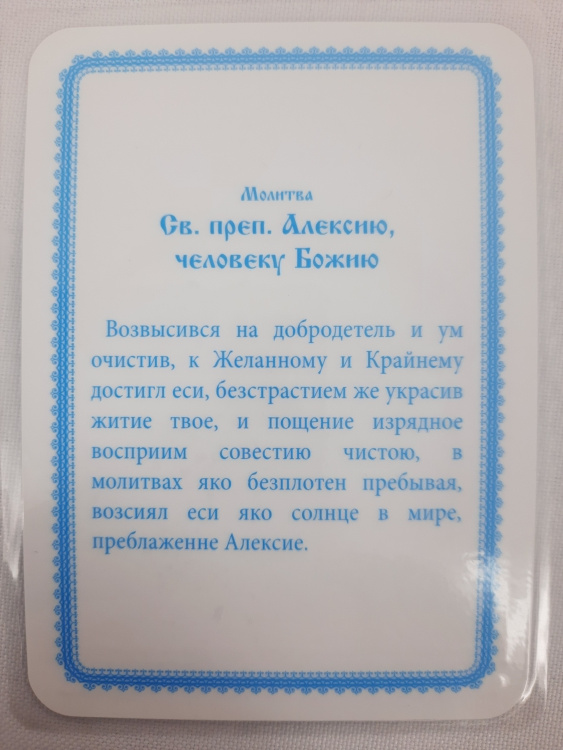 Молитва
Св. преп. Алексию,
человеку Божию
Возвысився на добродетель и ум
очистив, к Желанному и Крайнему
достигл еси, безстрастием же украсив
житие твое, и пощение изрядное
восприим совестию чистою, в
молитвах яко безплотен пребывая,
возсиял еси яко солнце в мире,
преблаженне Алексие.